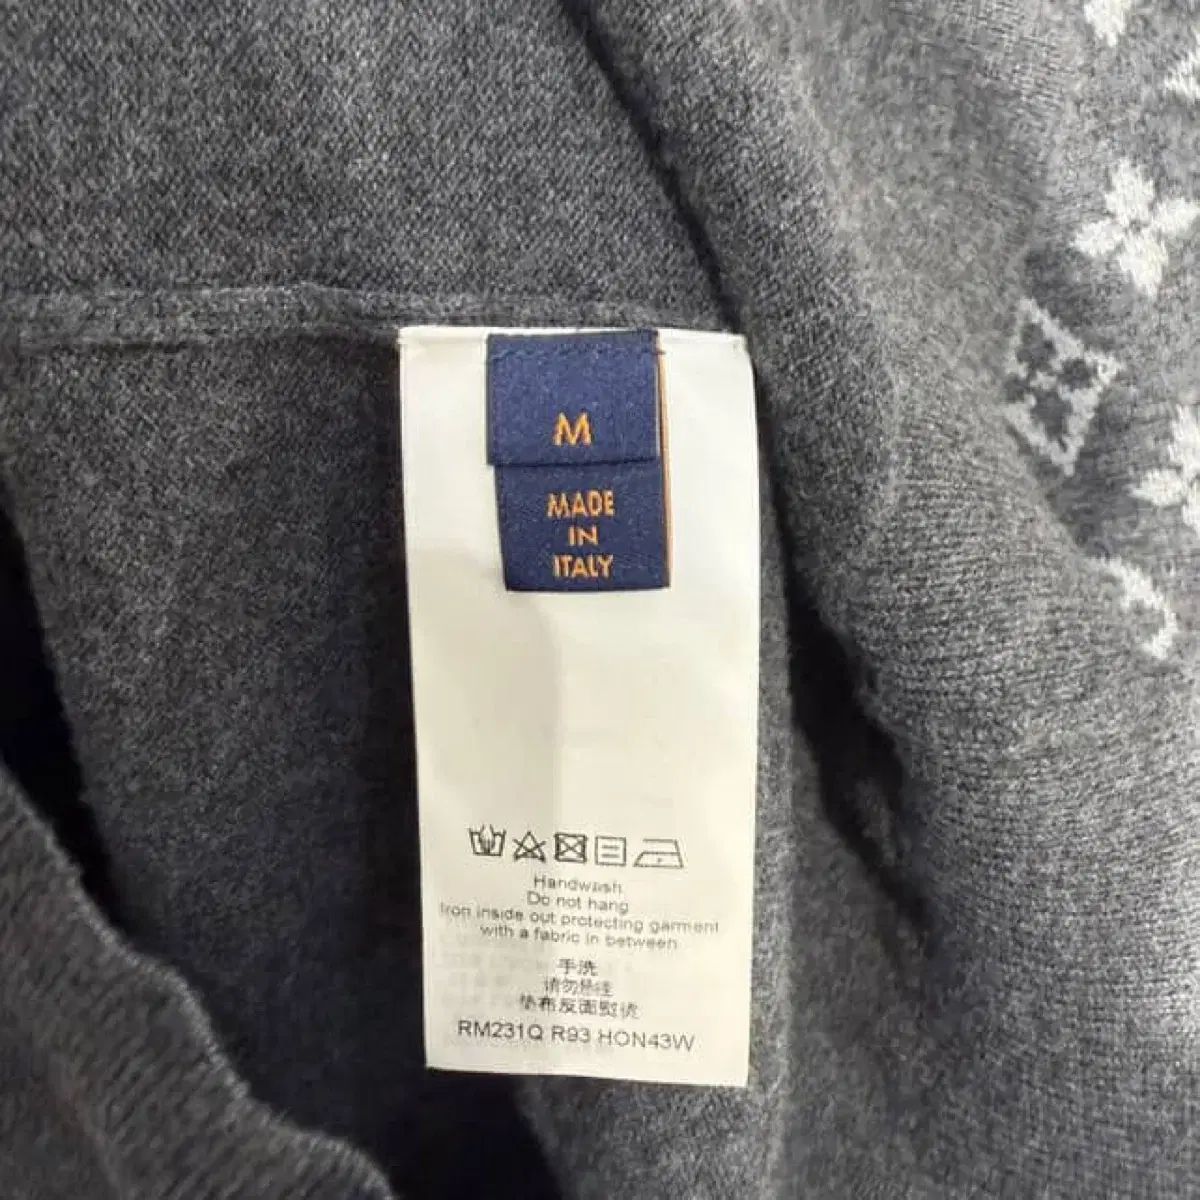 M
MADE
IN
ITALY
Handwash
Do not hang
Iron inside out protecting garment
with a fabric in between
手洗
请勿悬挂
垫布反面熨烫
RM231Q R93 HON43W